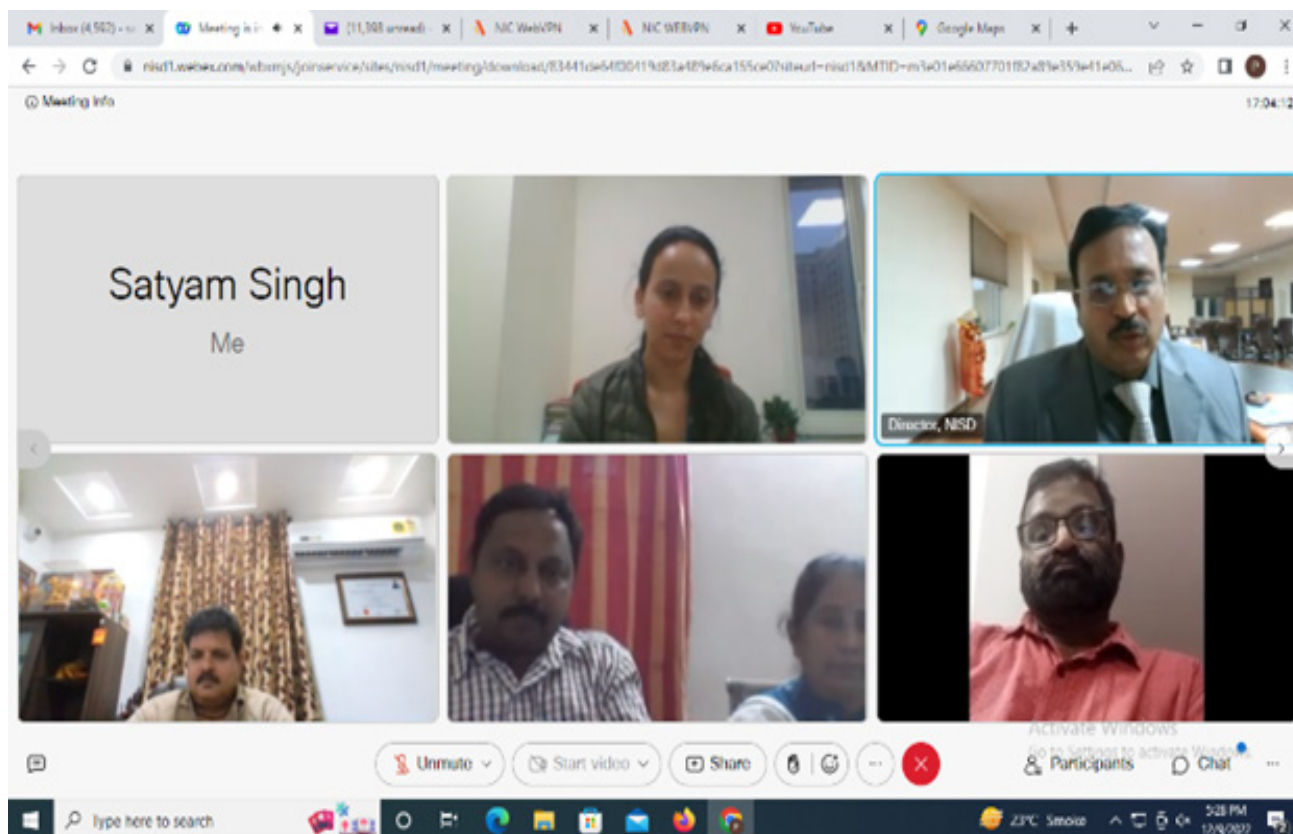 Inbox (4,592) -
Meeting is in
(11,398 unread) -
NIC WebVPN
NIC WEBVPN
YouTube
Google Maps
Meeting Info
17:04:12
Satyam Singh
Me
Director, NISD
Activate Windows
Go to Settings to activate Windows.
Unmute
Start video
Share
Participants
Chat
Type here to search
23°C Smoke
5:28 PM